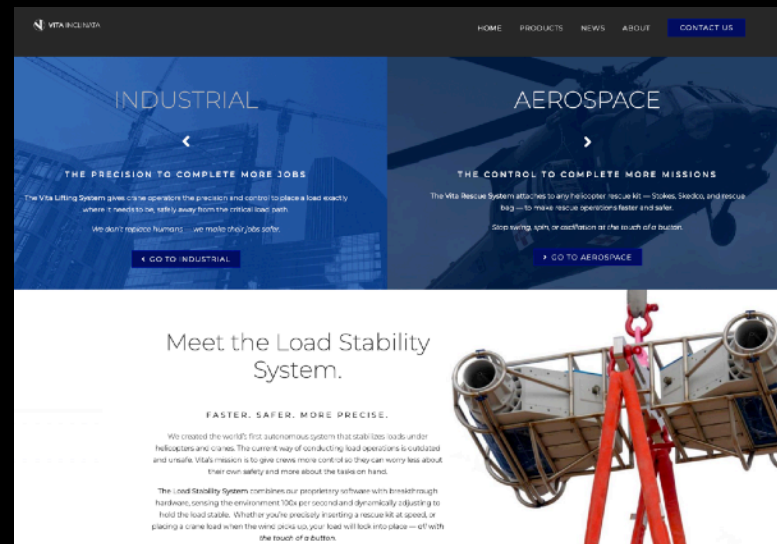 VITA INCLINATA
HOME PRODUCTS NEWS ABOUT CONTACT US
INDUSTRIAL
THE PRECISION TO COMPLETE MORE JOBS
The Vita Lifting System gives crane operators the precision and control to place a load exactly
where it needs to be, safely away from the critical load path.
We don't replace humans — we make their jobs safer.
GO TO INDUSTRIAL
AEROSPACE
THE CONTROL TO COMPLETE MORE MISSIONS
The Vita Rescue System attaches to any helicopter rescue kit — Stokes, Skedco, and rescue
bag — to make rescue operations faster and safer.
Stop swing, spin, or oscillation at the touch of a button.
GO TO AEROSPACE
Meet the Load Stability
System.
FASTER. SAFER. MORE PRECISE.
We created the world's first autonomous system that stabilizes loads under
helicopters and cranes. The current way of conducting load operations is outdated
and unsafe. Vita's mission is to give crews more control so they can worry less about
their own safety and more about the tasks on hand.
The Load Stability System combines our proprietary software with breakthrough
hardware, sensing the environment 100x per second and dynamically adjusting to
hold the load stable. Whether you're precisely inserting a rescue kit at speed, or
placing a crane load when the wind picks up, your load will lock into place — all with
the touch of a button.